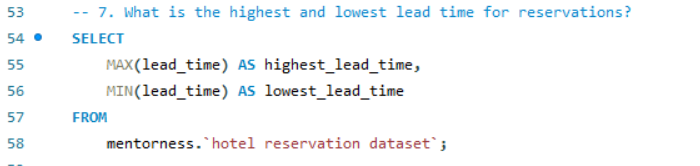 53 -- 7. What is the highest and lowest lead time for reservations?
54 SELECT
55 MAX(lead_time) AS highest_lead_time,
56 MIN(lead_time) AS lowest_lead_time
57 FROM
58 mentorness.`hotel reservation dataset`;